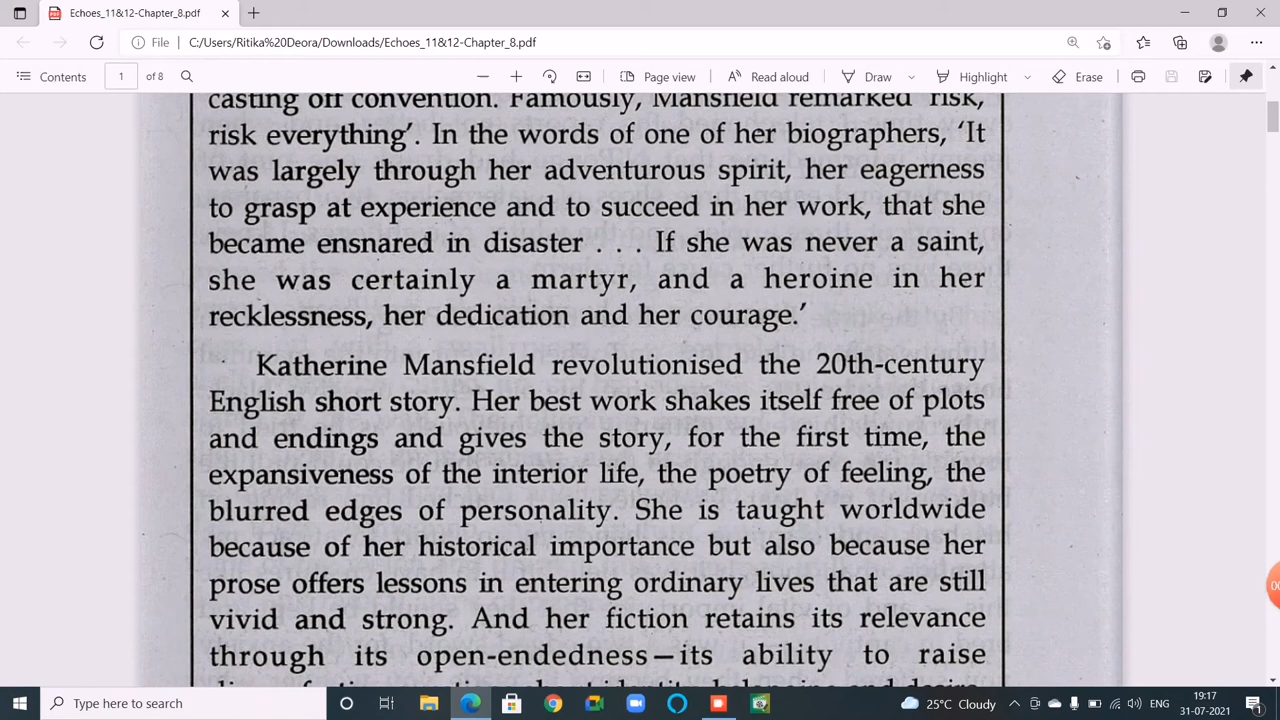 Echoes_11&12-Chapter_8.pdf
File
C:/Users/Ritika%20Deora/Downloads/Echoes_11&12-Chapter_8.pdf
Contents
1 of 8
Page view
Read aloud
Draw
Highlight
Erase
casting off convention. Famously, Mansfield remarked 'risk,
risk everything'. In the words of one of her biographers, 'It
was largely through her adventurous spirit, her eagerness
to grasp at experience and to succeed in her work, that she
became ensnared in disaster . . . If she was never a saint,
she was certainly a martyr, and a heroine in her
recklessness, her dedication and her courage.'
Katherine Mansfield revolutionised the 20th-century
English short story. Her best work shakes itself free of plots
and endings and gives the story, for the first time, the
expansiveness of the interior life, the poetry of feeling, the
blurred edges of personality. She is taught worldwide
because of her historical importance but also because her
prose offers lessons in entering ordinary lives that are still
vivid and strong. And her fiction retains its relevance
through its open-endedness—its ability to raise
Type here to search
25°C Cloudy
ENG
19:17
31-07-2021